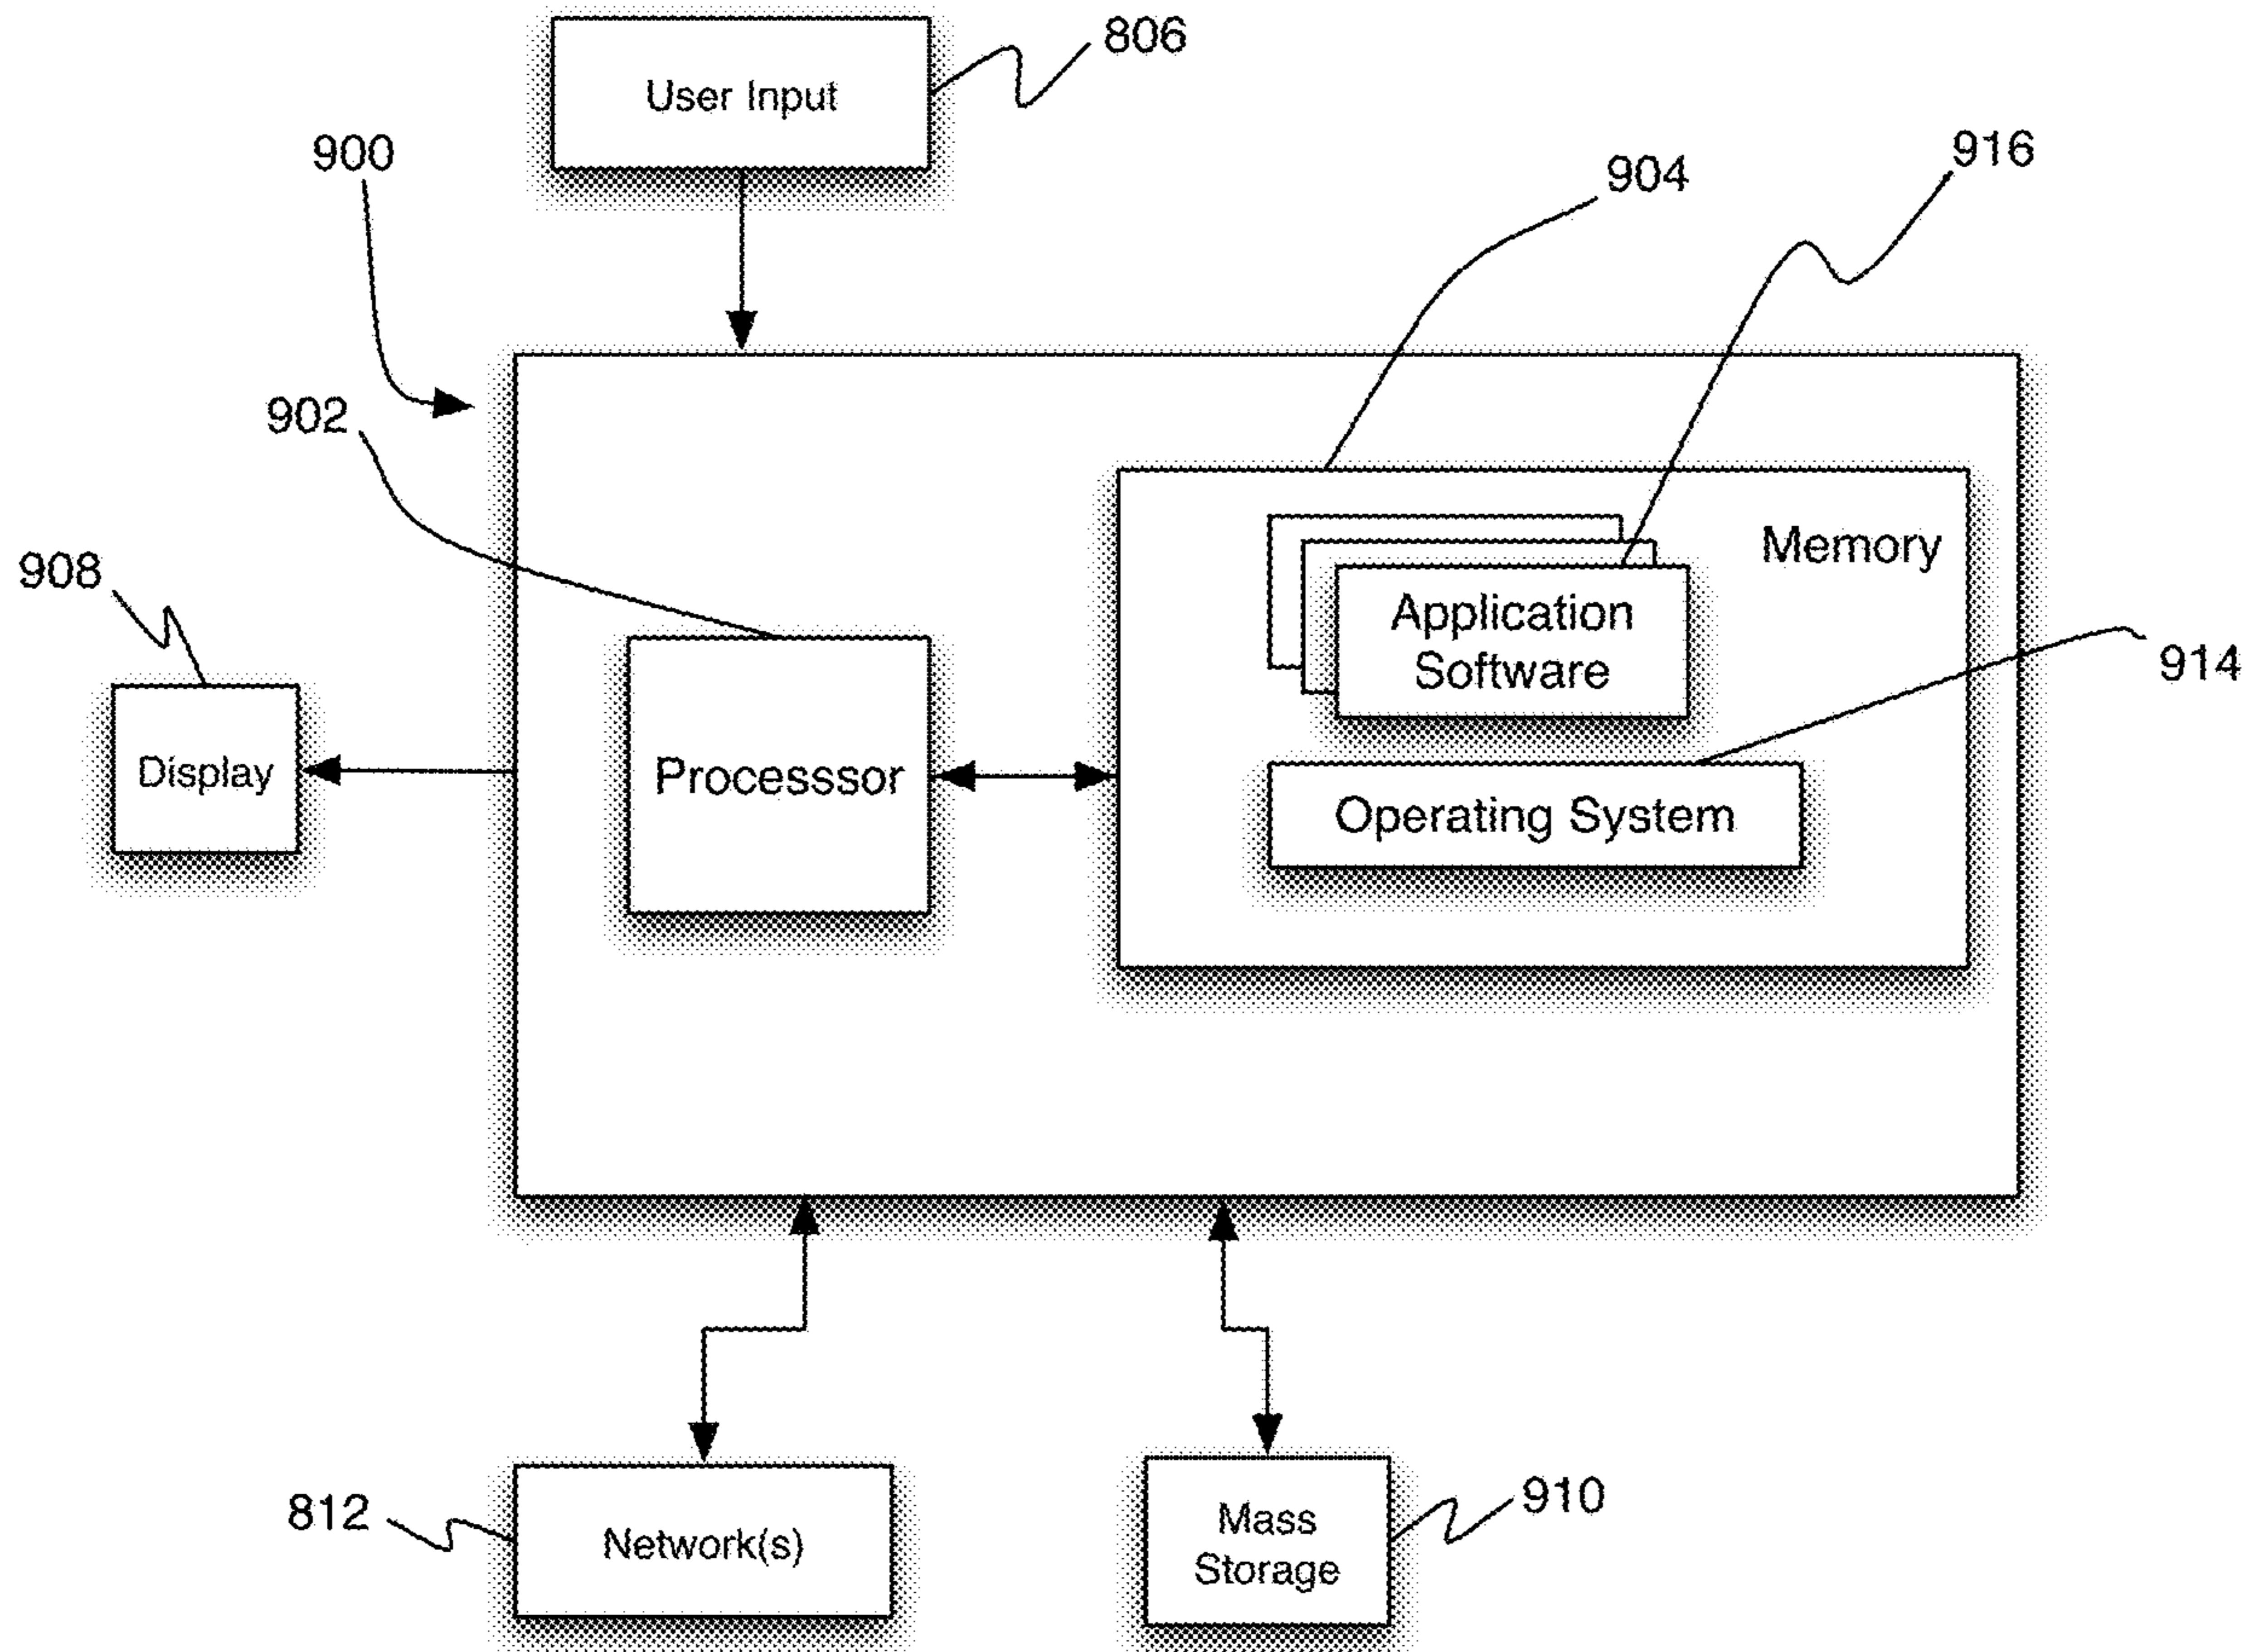 806
User Input
900
904
916
902
908
Memory
Application
Software
914
Display
Processsor
Operating System
812
Network(s)
Mass
Storage
910